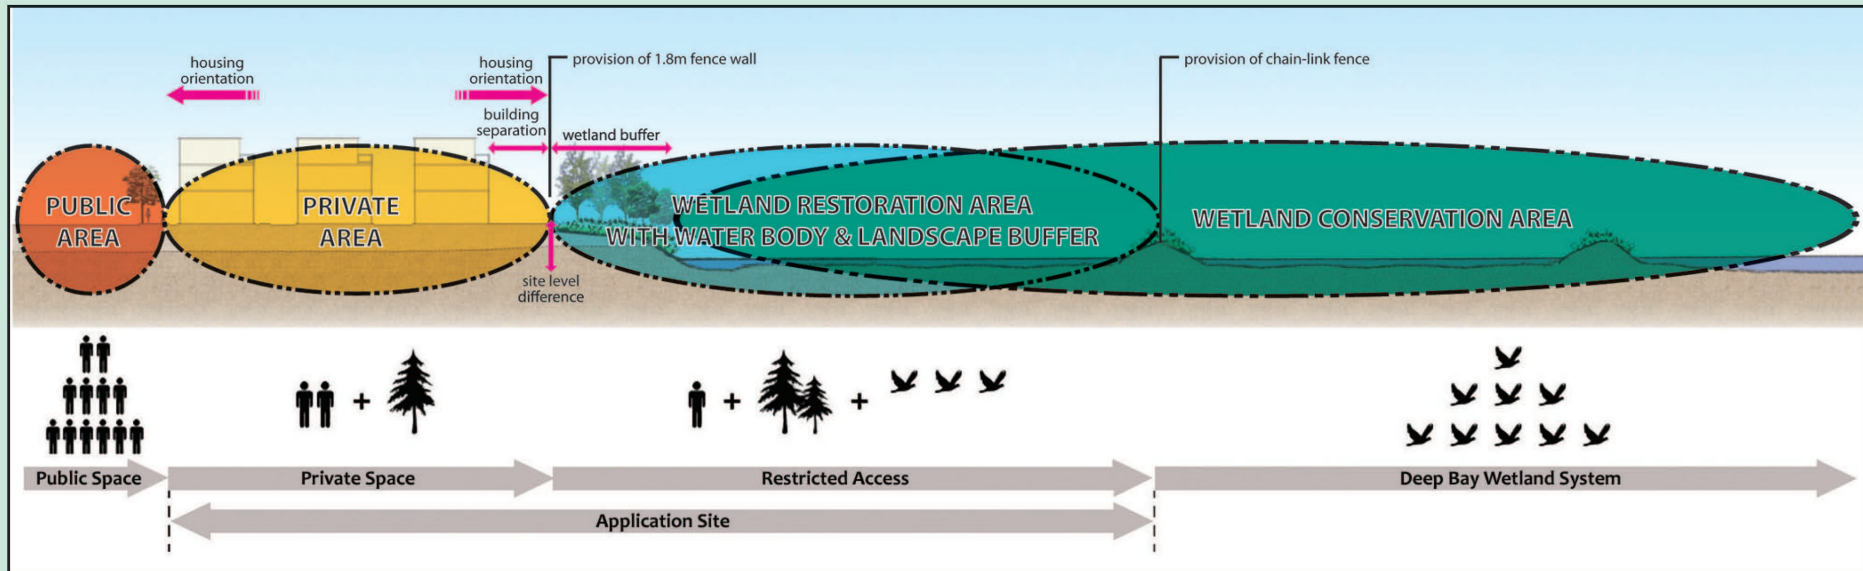 housing
orientation
housing
orientation
provision of 1.8m fence wall
provision of chain-link fence
building
separation
wetland buffer
PUBLIC
AREA
PRIVATE
AREA
WETLAND RESTORATION AREA
WITH WATER BODY & LANDSCAPE BUFFER
WETLAND CONSERVATION AREA
site level
difference
+
+
+
Public Space
Private Space
Restricted Access
Deep Bay Wetland System
Application Site